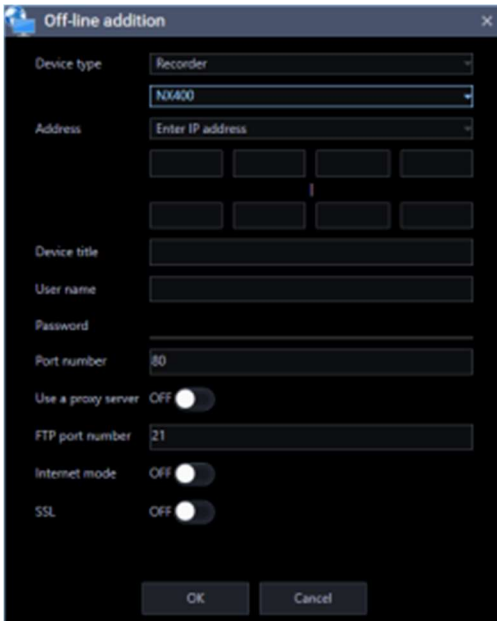 Off-line addition
Device type Recorder
NX400
Address Enter IP address
Device title
User name
Password
Port number 80
Use a proxy server OFF
FTP port number 21
Internet mode OFF
SSL OFF
OK Cancel